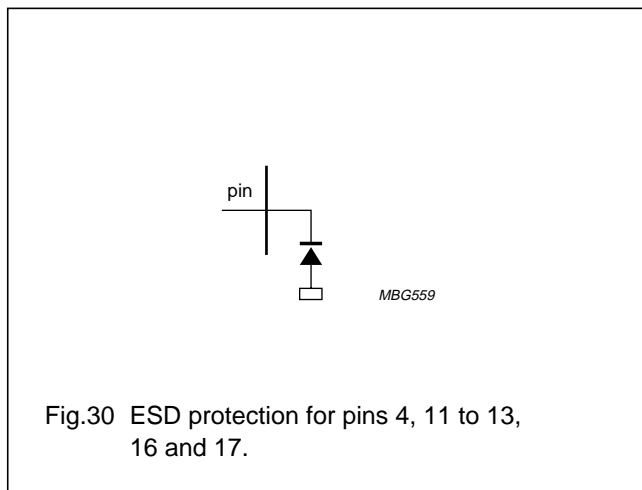 pin
MBG559
Fig.30 ESD protection for pins 4, 11 to 13,
16 and 17.